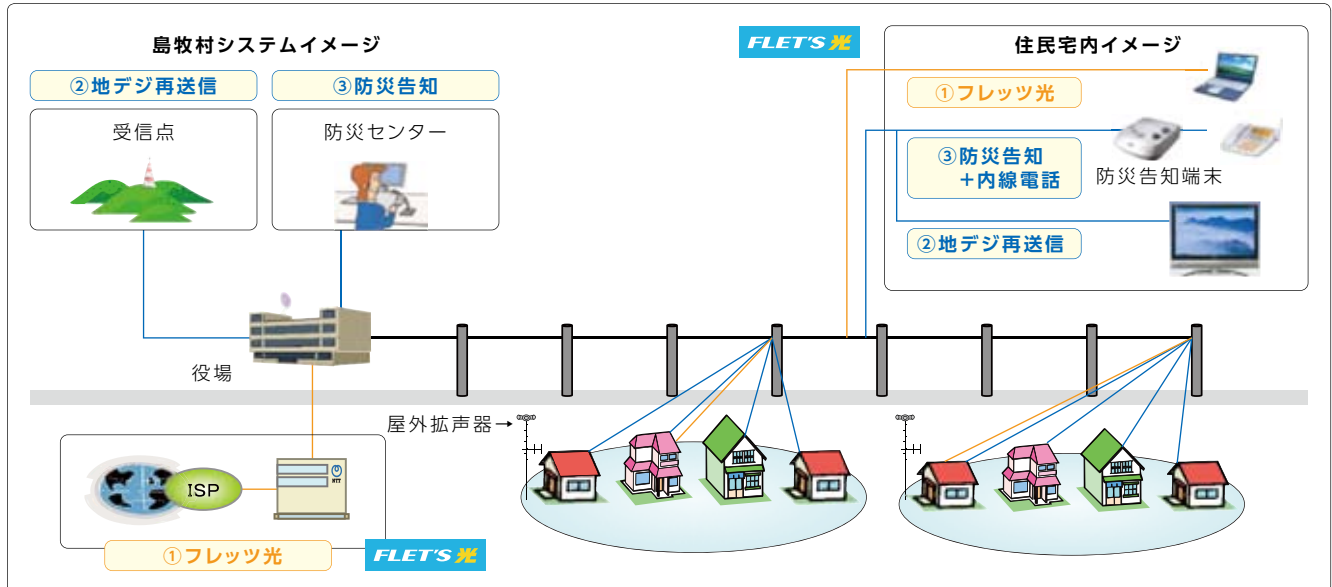 島牧村システムイメージ
②地デジ再送信
③防災告知
受信点
防災センター
役場
屋外拡声器→
ISP
NTT
①フレッツ光
FLET'S光
FLET'S光
住民宅内イメージ
①フレッツ光
③防災告知
+内線電話
防災告知端末
②地デジ再送信